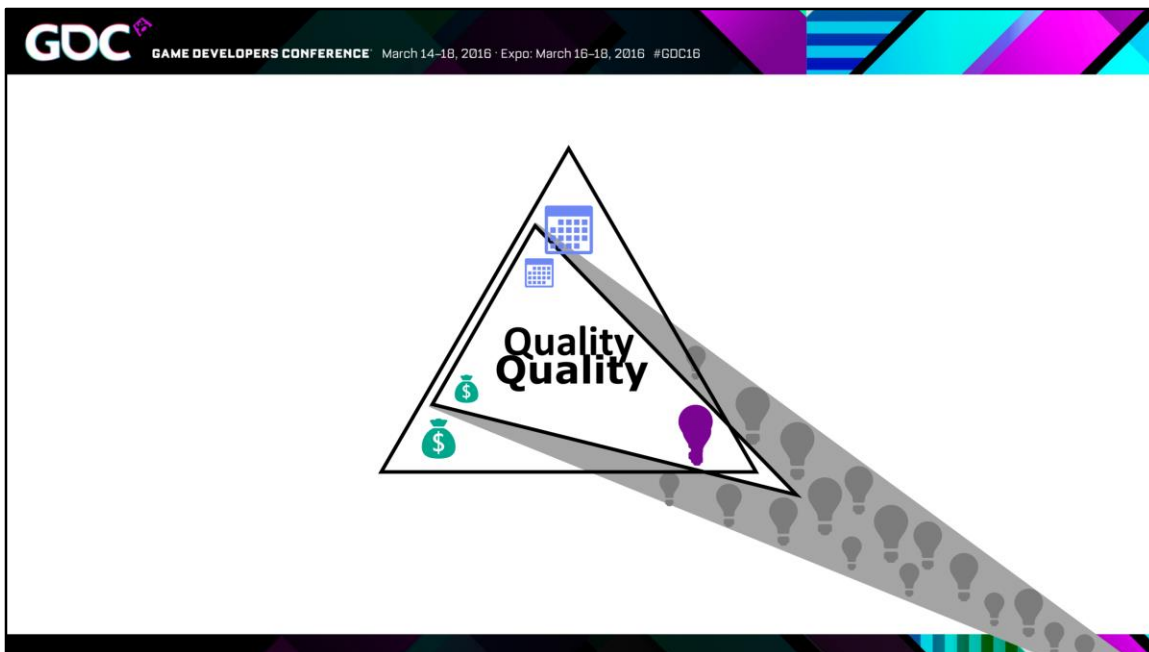 GDC GAME DEVELOPERS CONFERENCE March 14–18, 2016 · Expo: March 16–18, 2016 #GDC16
Quality
Quality
$
$